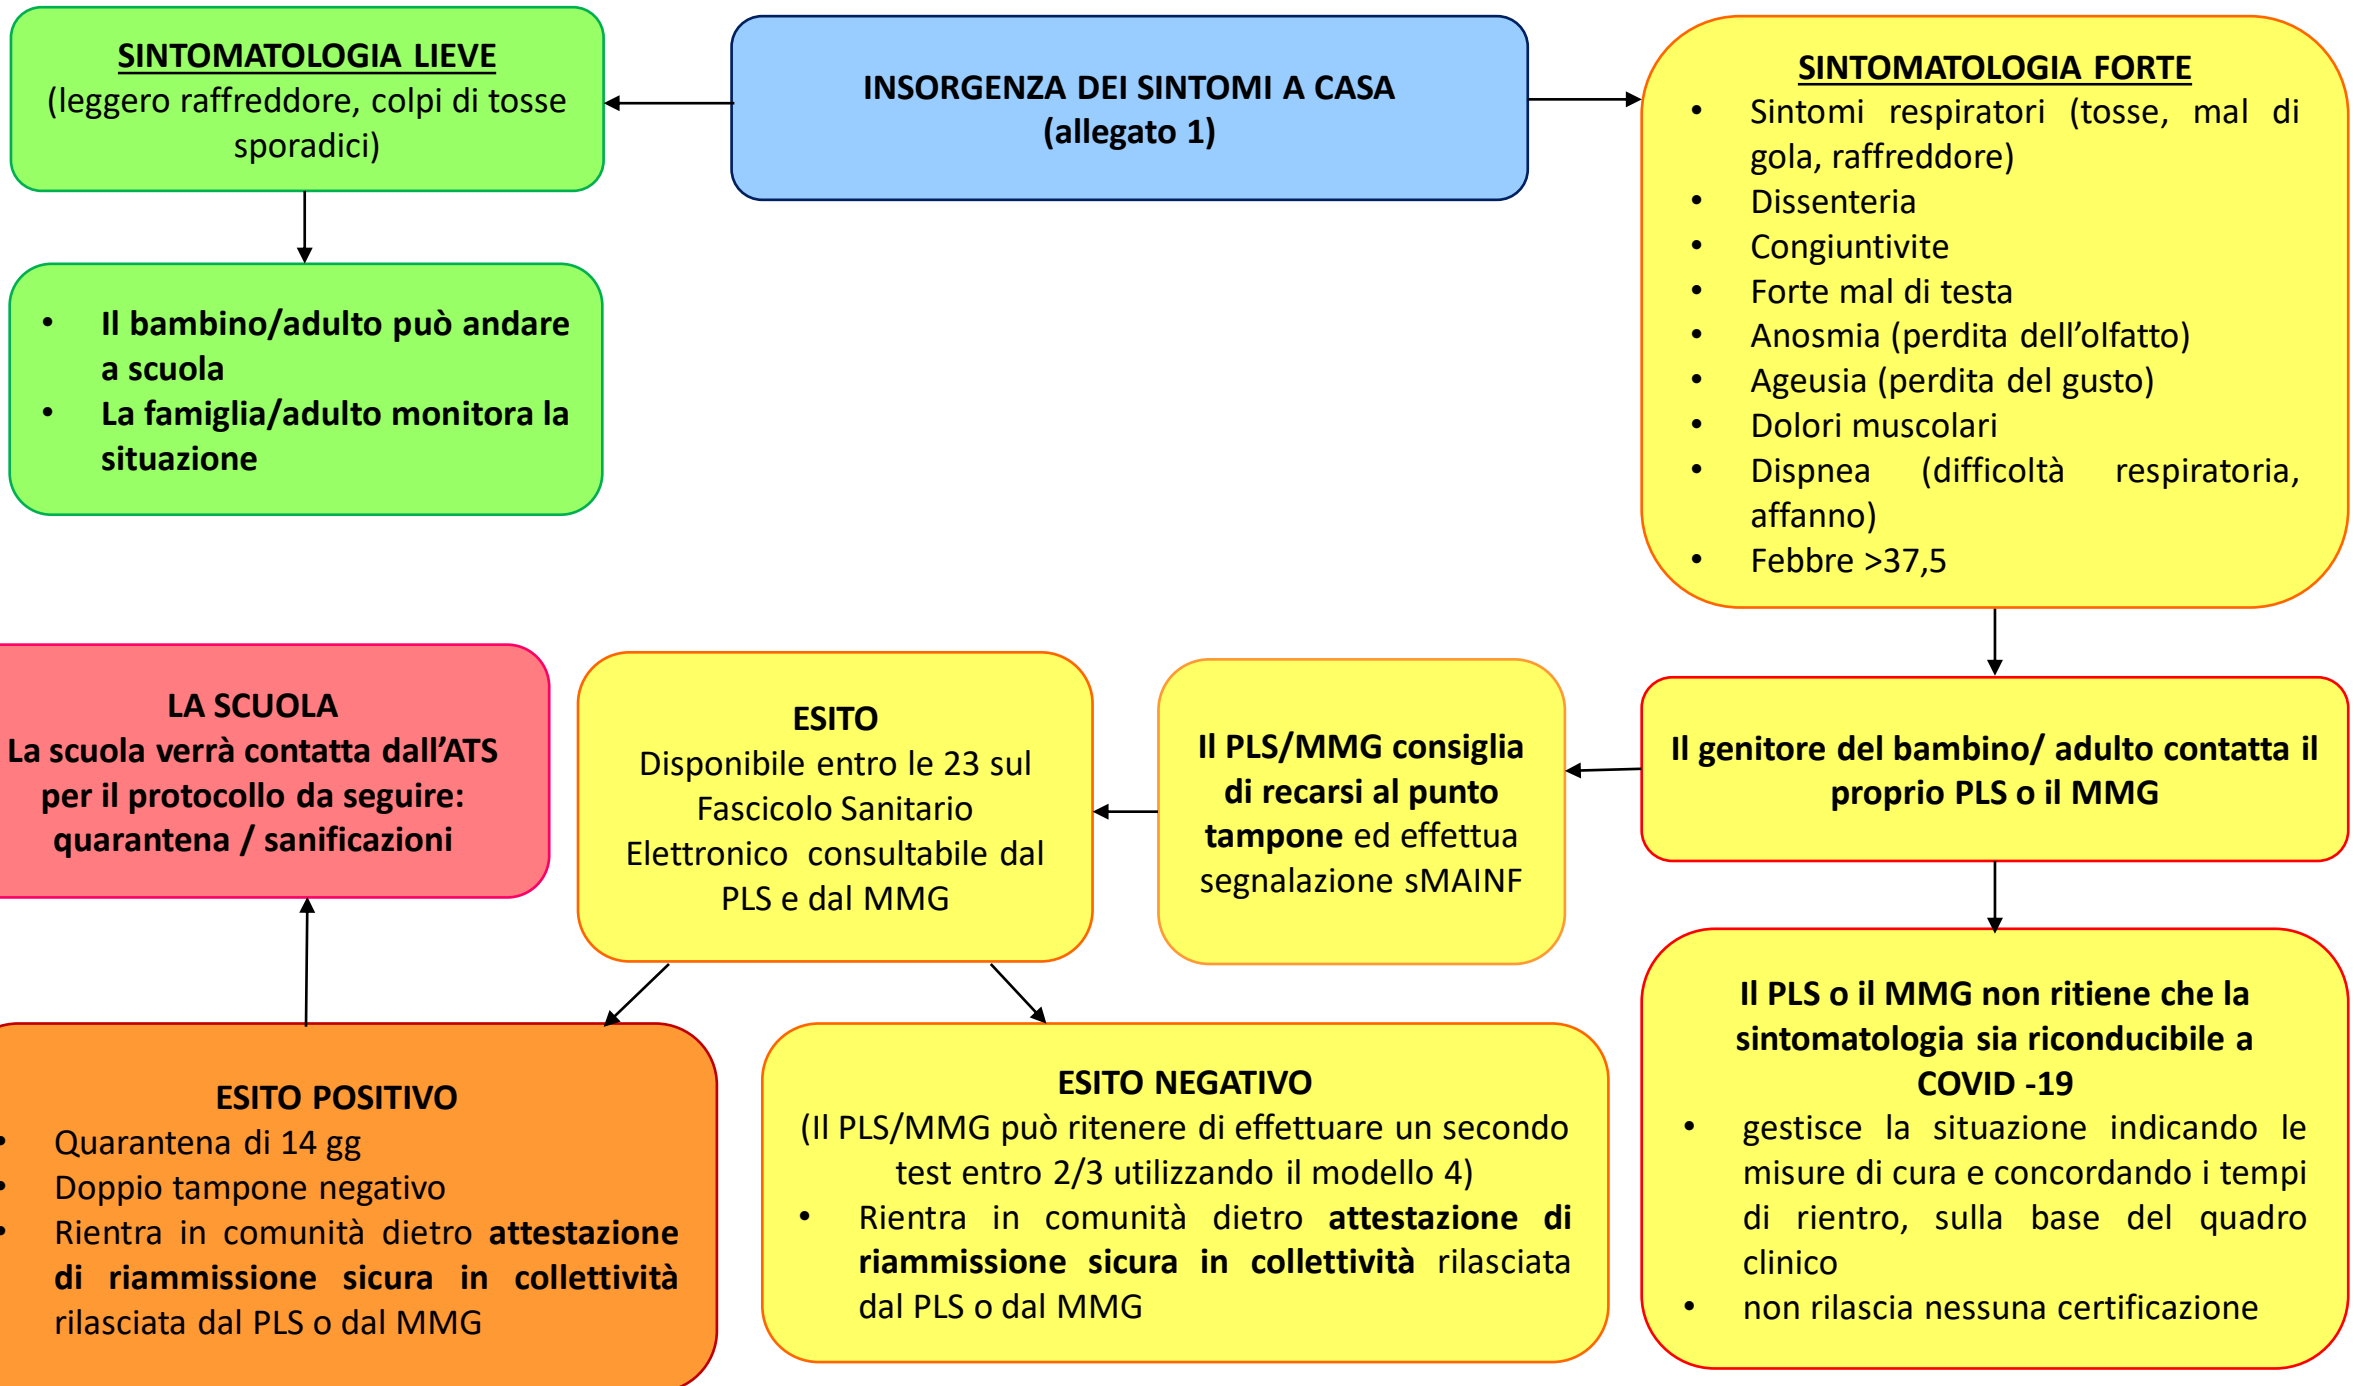 SINTOMATOLOGIA LIEVE
(leggero raffreddore, colpi di tosse
sporadici)
INSORGENZA DEI SINTOMI A CASA
(allegato 1)
SINTOMATOLOGIA FORTE
• Sintomi respiratori (tosse, mal di
gola, raffreddore)
• Dissenteria
• Congiuntivite
• Forte mal di testa
• Anosmia (perdita dell’olfatto)
• Ageusia (perdita del gusto)
• Dolori muscolari
• Dispnea (difficoltà respiratoria,
affanno)
• Febbre >37,5
• Il bambino/adulto può andare
a scuola
• La famiglia/adulto monitora la
situazione
LA SCUOLA
La scuola verrà contatta dall’ATS
per il protocollo da seguire:
quarantena / sanificazioni
ESITO
Disponibile entro le 23 sul
Fascicolo Sanitario
Elettronico consultabile dal
PLS e dal MMG
Il PLS/MMG consiglia
di recarsi al punto
tampone ed effettua
segnalazione sMAINF
Il genitore del bambino/ adulto contatta il
proprio PLS o il MMG
ESITO POSITIVO
• Quarantena di 14 gg
• Doppio tampone negativo
• Rientra in comunità dietro attestazione
di riammissione sicura in collettività
rilasciata dal PLS o dal MMG
ESITO NEGATIVO
(Il PLS/MMG può ritenere di effettuare un secondo
test entro 2/3 utilizzando il modello 4)
• Rientra in comunità dietro attestazione di
riammissione sicura in collettività rilasciata
dal PLS o dal MMG
Il PLS o il MMG non ritiene che la
sintomatologia sia riconducibile a
COVID -19
• gestisce la situazione indicando le
misure di cura e concordando i tempi
di rientro, sulla base del quadro
clinico
• non rilascia nessuna certificazione